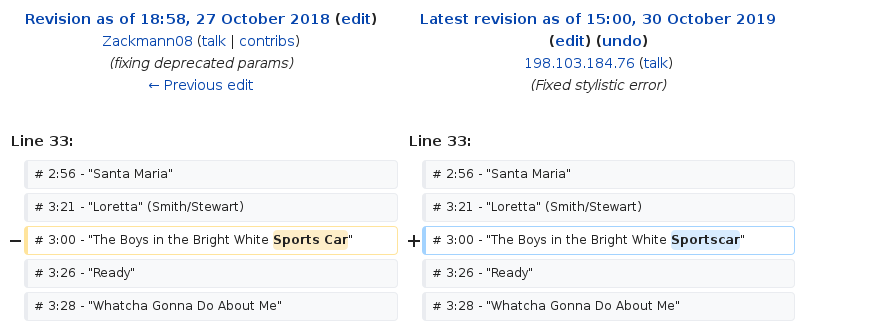 Revision as of 18:58, 27 October 2018 (edit)
Zackmann08 (talk | contribs)
(fixing deprecated params)
← Previous edit
Latest revision as of 15:00, 30 October 2019
(edit) (undo)
198.103.184.76 (talk)
(Fixed stylistic error)
Line 33:
Line 33:
# 2:56 - "Santa Maria"
# 2:56 - "Santa Maria"
# 3:21 - "Loretta" (Smith/Stewart)
# 3:21 - "Loretta" (Smith/Stewart)
− # 3:00 - "The Boys in the Bright White Sports Car"
+ # 3:00 - "The Boys in the Bright White Sportscar"
# 3:26 - "Ready"
# 3:26 - "Ready"
# 3:28 - "Whatcha Gonna Do About Me"
# 3:28 - "Whatcha Gonna Do About Me"